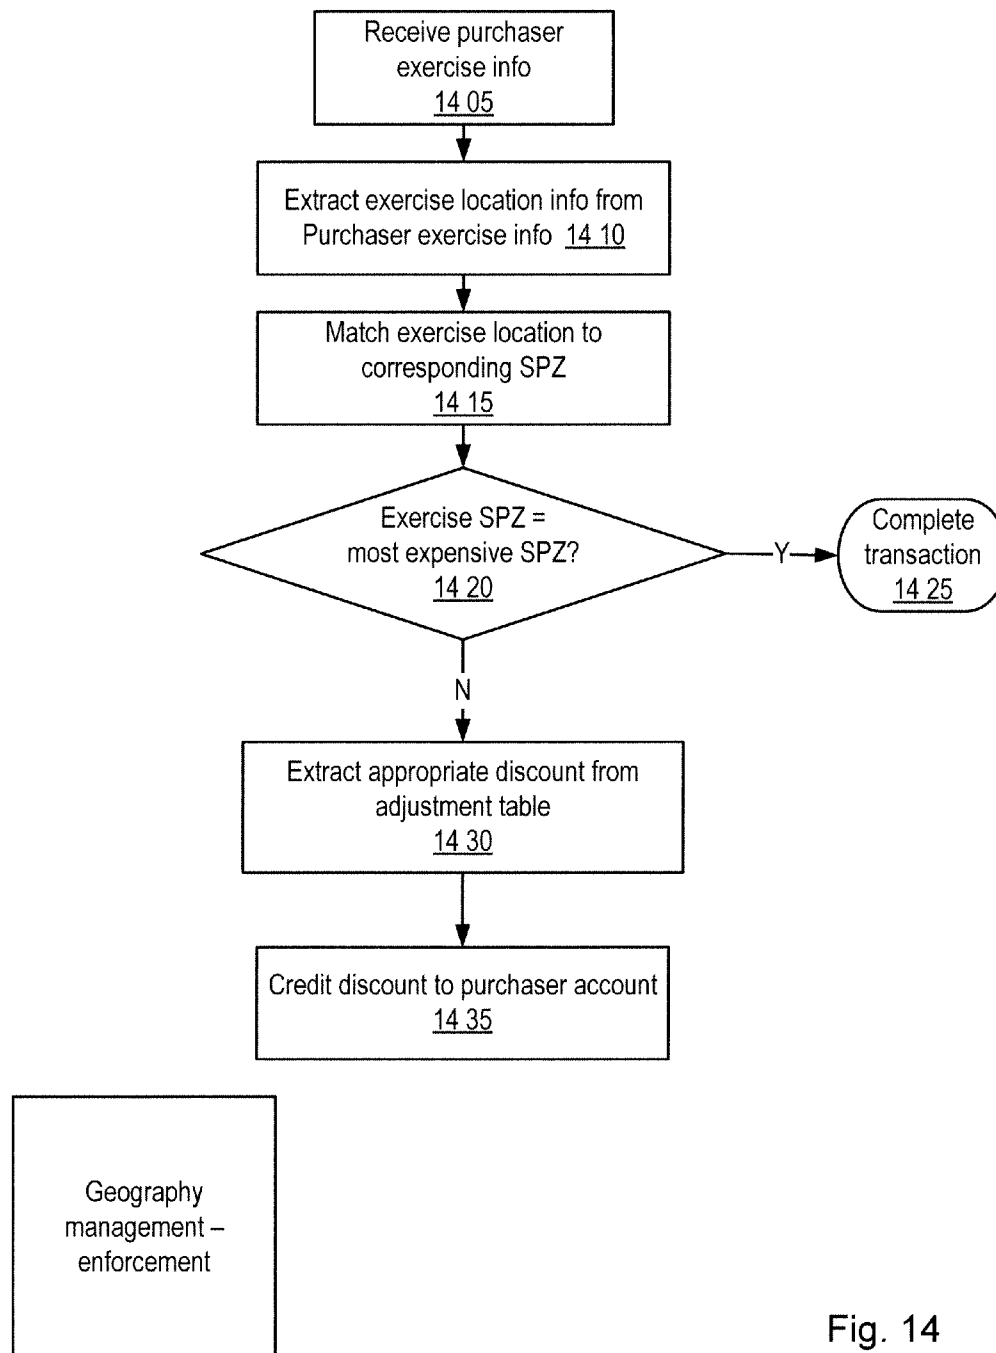 Receive purchaser
exercise info
14 05
Extract exercise location info from
Purchaser exercise info 14 10
Match exercise location to
corresponding SPZ
14 15
Exercise SPZ =
most expensive SPZ?
14 20
Y
Complete
transaction
14 25
N
Extract appropriate discount from
adjustment table
14 30
Credit discount to purchaser account
14 35
Geography
management –
enforcement
Fig. 14